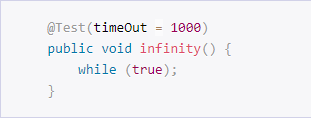 @Test(timeOut = 1000)
public void infinity() {
    while (true);
}